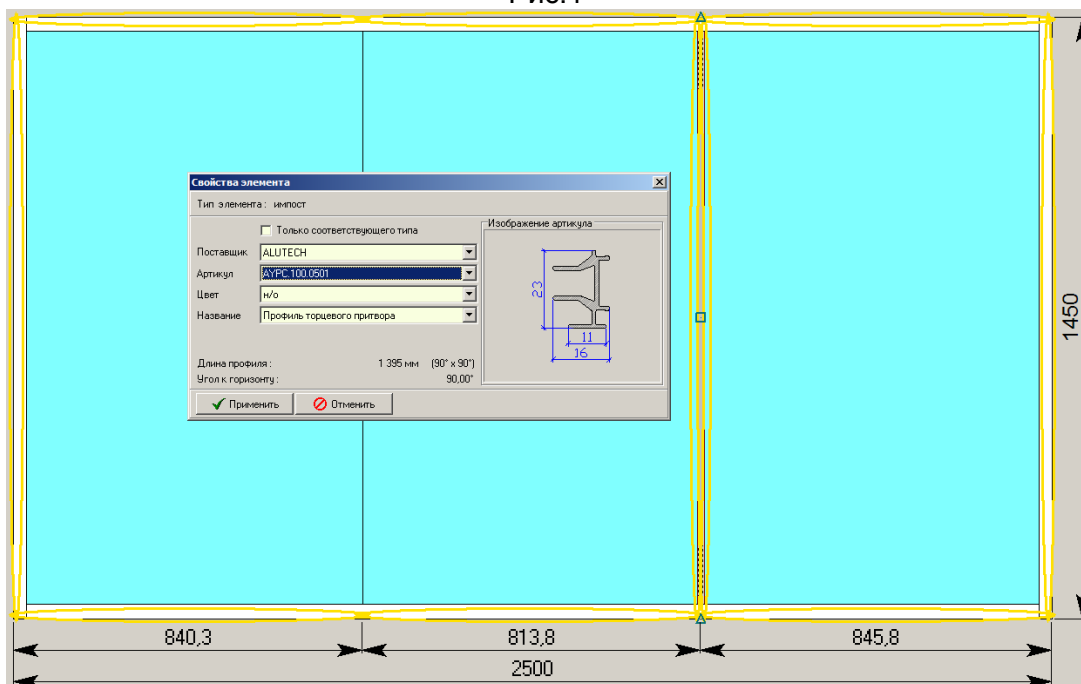 Свойства элемента
Тип элемента: импост
Только соответствующего типа
Поставщик ALUTECH
Артикул AYPC.100.0501
Цвет н/о
Название Профиль торцевого притвора
Длина профиля: 1 395 мм (90° x 90°)
Угол к горизонту: 90,00°
Изображение артикула
23
11
16
Применить Отменить
1450
840,3 813,8 845,8
2500